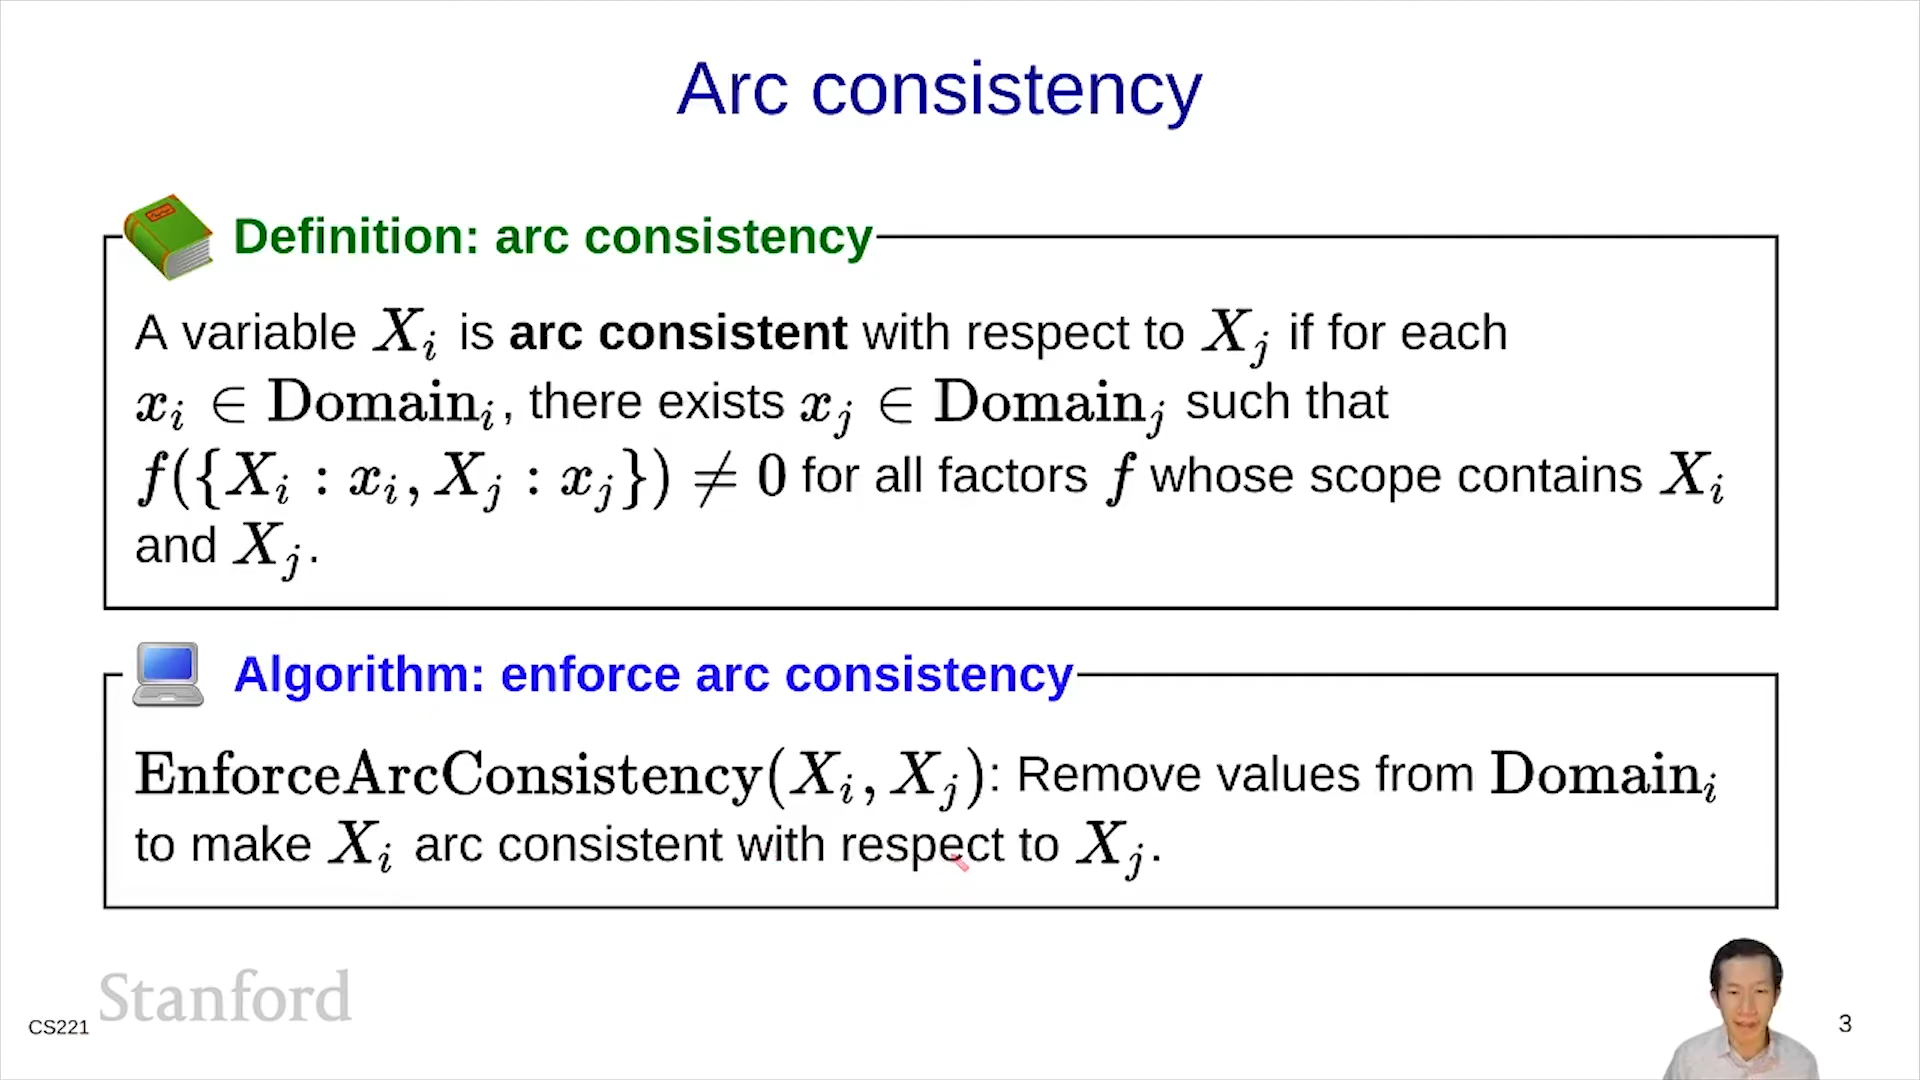 Arc consistency
Definition: arc consistency
A variable $X_i$ is arc consistent with respect to $X_j$ if for each
$x_i \in \mathrm{Domain}_i$, there exists $x_j \in \mathrm{Domain}_j$ such that
$f(\{X_i : x_i, X_j : x_j\}) \neq 0$ for all factors $f$ whose scope contains $X_i$
and $X_j$.
Algorithm: enforce arc consistency
$\mathrm{EnforceArcConsistency}(X_i, X_j)$: Remove values from $\mathrm{Domain}_i$
to make $X_i$ arc consistent with respect to $X_j$.
Stanford
CS221
3